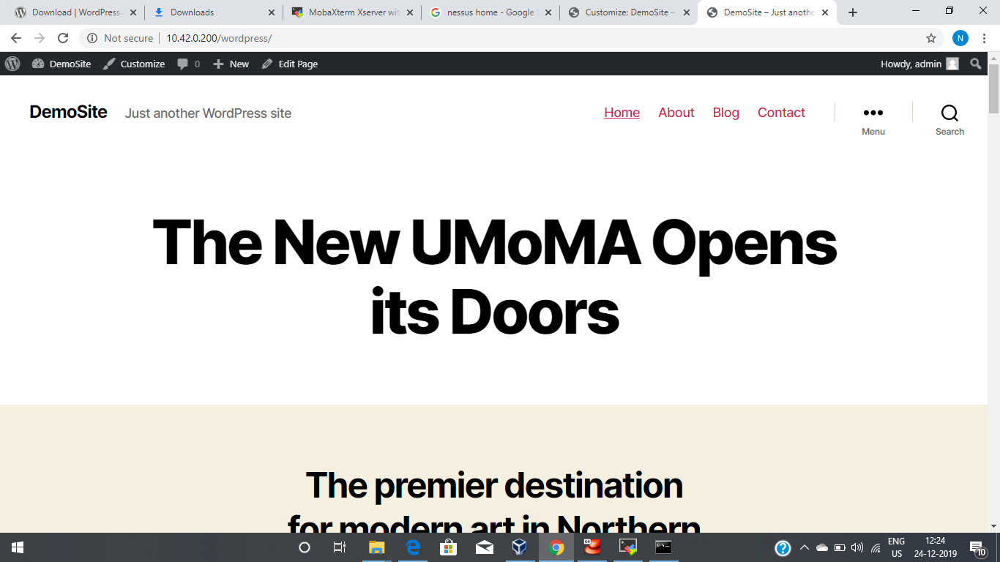 Download | WordPress.
Downloads
MobaXterm Xserver wit
nessus home - Google
Customize: DemoSite –
DemoSite – Just anothe
Not secure
10.42.0.200/wordpress/
N
DemoSite
Customize
0
New
Edit Page
Howdy, admin
DemoSite
Just another WordPress site
Home
About
Blog
Contact
Menu
Search
The New UMoMA Opens
its Doors
The premier destination
for modern art in Northern
64
ENG
US
12:24
24-12-2019
10